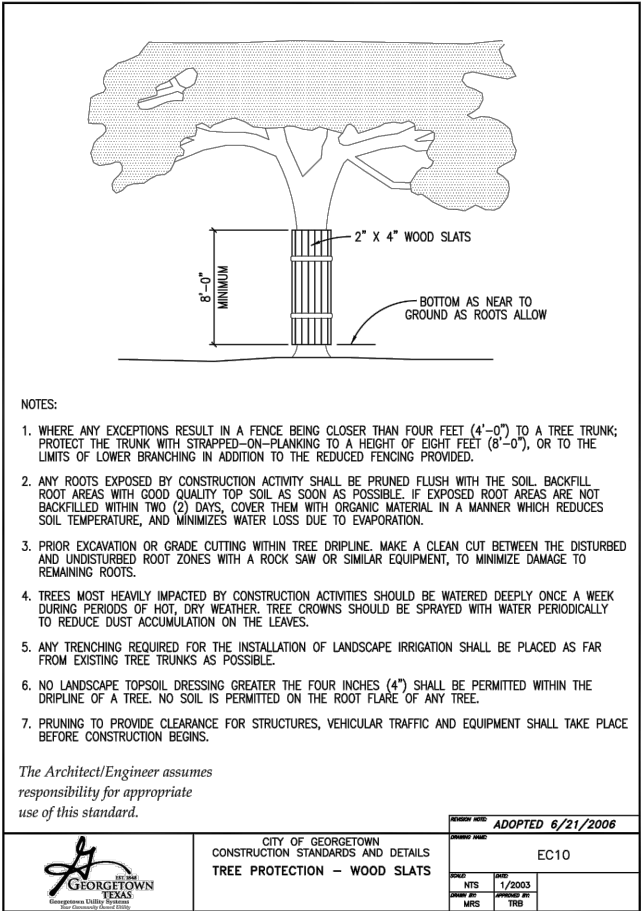 2" X 4" WOOD SLATS
8'-0"
MINIMUM
BOTTOM AS NEAR TO
GROUND AS ROOTS ALLOW
NOTES:
1. WHERE ANY EXCEPTIONS RESULT IN A FENCE BEING CLOSER THAN FOUR FEET (4'-0") TO A TREE TRUNK;
PROTECT THE TRUNK WITH STRAPPED-ON-PLANKING TO A HEIGHT OF EIGHT FEET (8'-0"), OR TO THE
LIMITS OF LOWER BRANCHING IN ADDITION TO THE REDUCED FENCING PROVIDED.
2. ANY ROOTS EXPOSED BY CONSTRUCTION ACTIVITY SHALL BE PRUNED FLUSH WITH THE SOIL. BACKFILL
ROOT AREAS WITH GOOD QUALITY TOP SOIL AS SOON AS POSSIBLE. IF EXPOSED ROOT AREAS ARE NOT
BACKFILLED WITHIN TWO (2) DAYS, COVER THEM WITH ORGANIC MATERIAL IN A MANNER WHICH REDUCES
SOIL TEMPERATURE, AND MINIMIZES WATER LOSS DUE TO EVAPORATION.
3. PRIOR EXCAVATION OR GRADE CUTTING WITHIN TREE DRIPLINE. MAKE A CLEAN CUT BETWEEN THE DISTURBED
AND UNDISTURBED ROOT ZONES WITH A ROCK SAW OR SIMILAR EQUIPMENT, TO MINIMIZE DAMAGE TO
REMAINING ROOTS.
4. TREES MOST HEAVILY IMPACTED BY CONSTRUCTION ACTIVITIES SHOULD BE WATERED DEEPLY ONCE A WEEK
DURING PERIODS OF HOT, DRY WEATHER. TREE CROWNS SHOULD BE SPRAYED WITH WATER PERIODICALLY
TO REDUCE DUST ACCUMULATION ON THE LEAVES.
5. ANY TRENCHING REQUIRED FOR THE INSTALLATION OF LANDSCAPE IRRIGATION SHALL BE PLACED AS FAR
FROM EXISTING TREE TRUNKS AS POSSIBLE.
6. NO LANDSCAPE TOPSOIL DRESSING GREATER THE FOUR INCHES (4") SHALL BE PERMITTED WITHIN THE
DRIPLINE OF A TREE. NO SOIL IS PERMITTED ON THE ROOT FLARE OF ANY TREE.
7. PRUNING TO PROVIDE CLEARANCE FOR STRUCTURES, VEHICULAR TRAFFIC AND EQUIPMENT SHALL TAKE PLACE
BEFORE CONSTRUCTION BEGINS.
The Architect/Engineer assumes
responsibility for appropriate
use of this standard.
REVISION NOTE:
ADOPTED 6/21/2006
EST. 1848
GEORGETOWN
TEXAS
Georgetown Utility Systems
Your Community Owned Utility
CITY OF GEORGETOWN
CONSTRUCTION STANDARDS AND DETAILS
TREE PROTECTION – WOOD SLATS
DRAWING NAME:
EC10
SCALE:
NTS
DATE:
1/2003
DRAWN BY:
MRS
APPROVED BY:
TRB